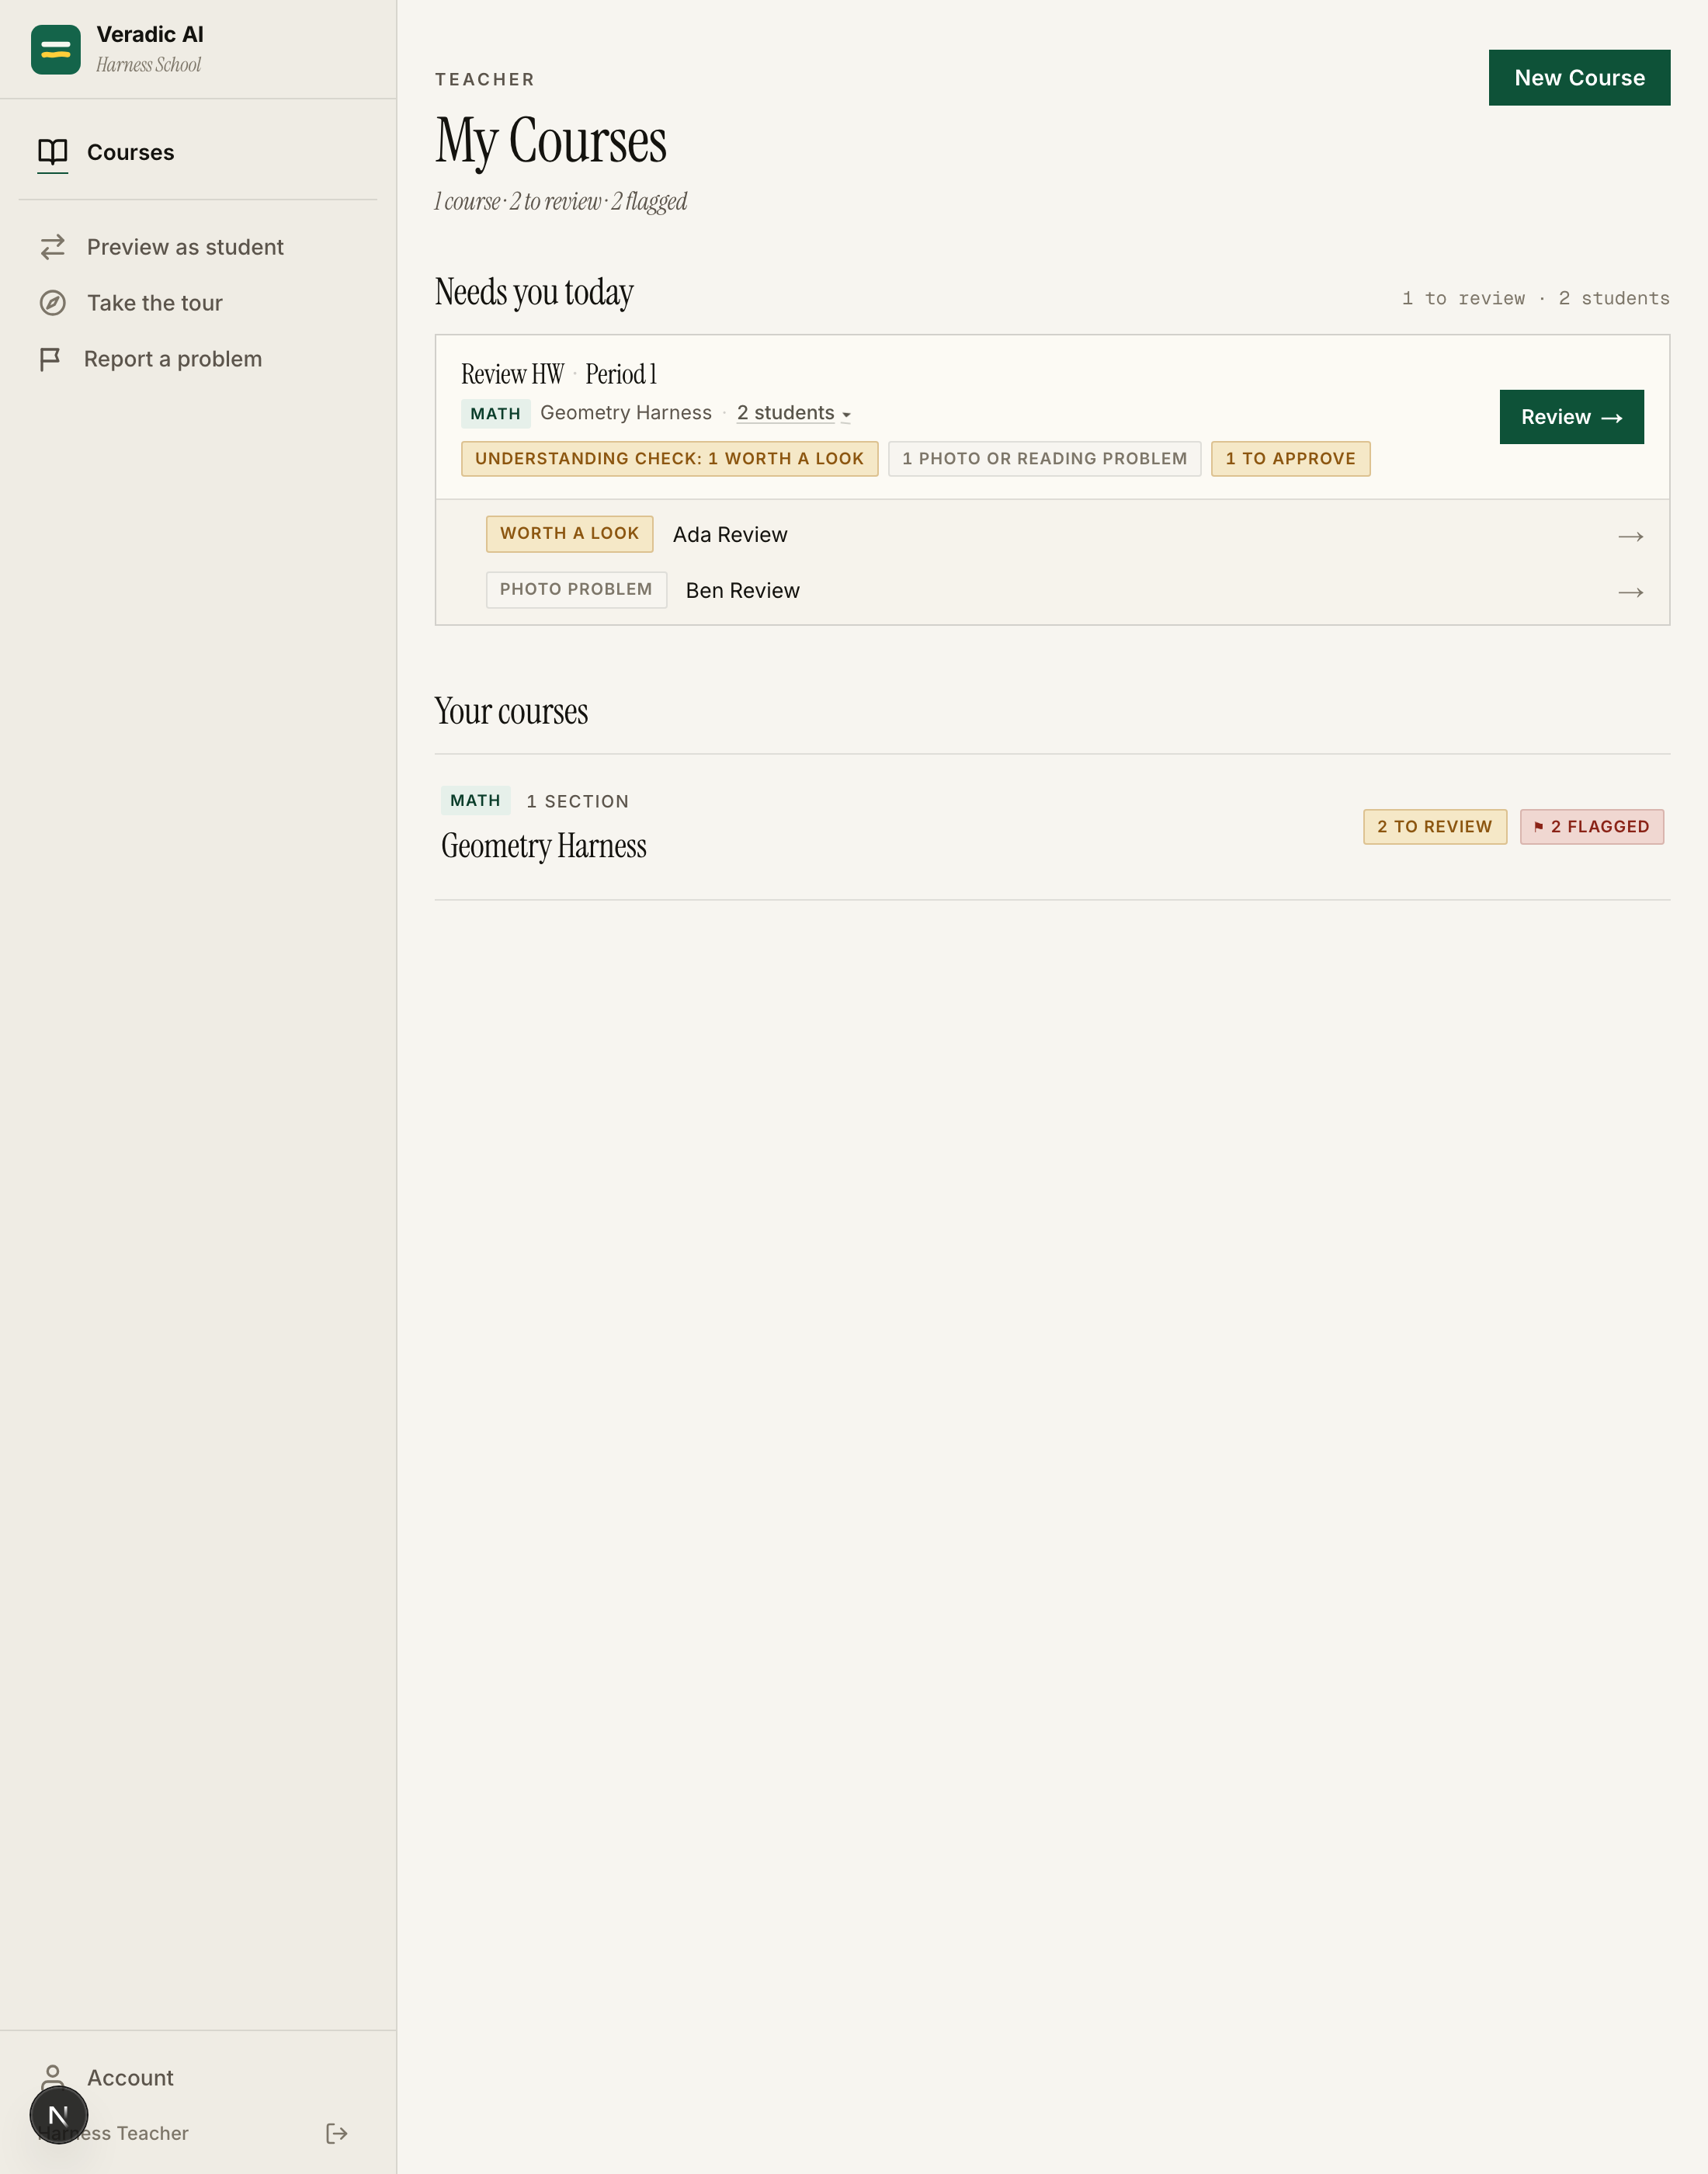 Veradic AI
Harness School
Courses
Preview as student
Take the tour
Report a problem
Account
ess Teacher
TEACHER
New Course
My Courses
1 course · 2 to review · 2 flagged
Needs you today
1 to review · 2 students
Review HW · Period 1
MATH Geometry Harness · 2 students
Review →
UNDERSTANDING CHECK: 1 WORTH A LOOK 1 PHOTO OR READING PROBLEM 1 TO APPROVE
WORTH A LOOK Ada Review →
PHOTO PROBLEM Ben Review →
Your courses
MATH 1 SECTION
Geometry Harness
2 TO REVIEW 2 FLAGGED